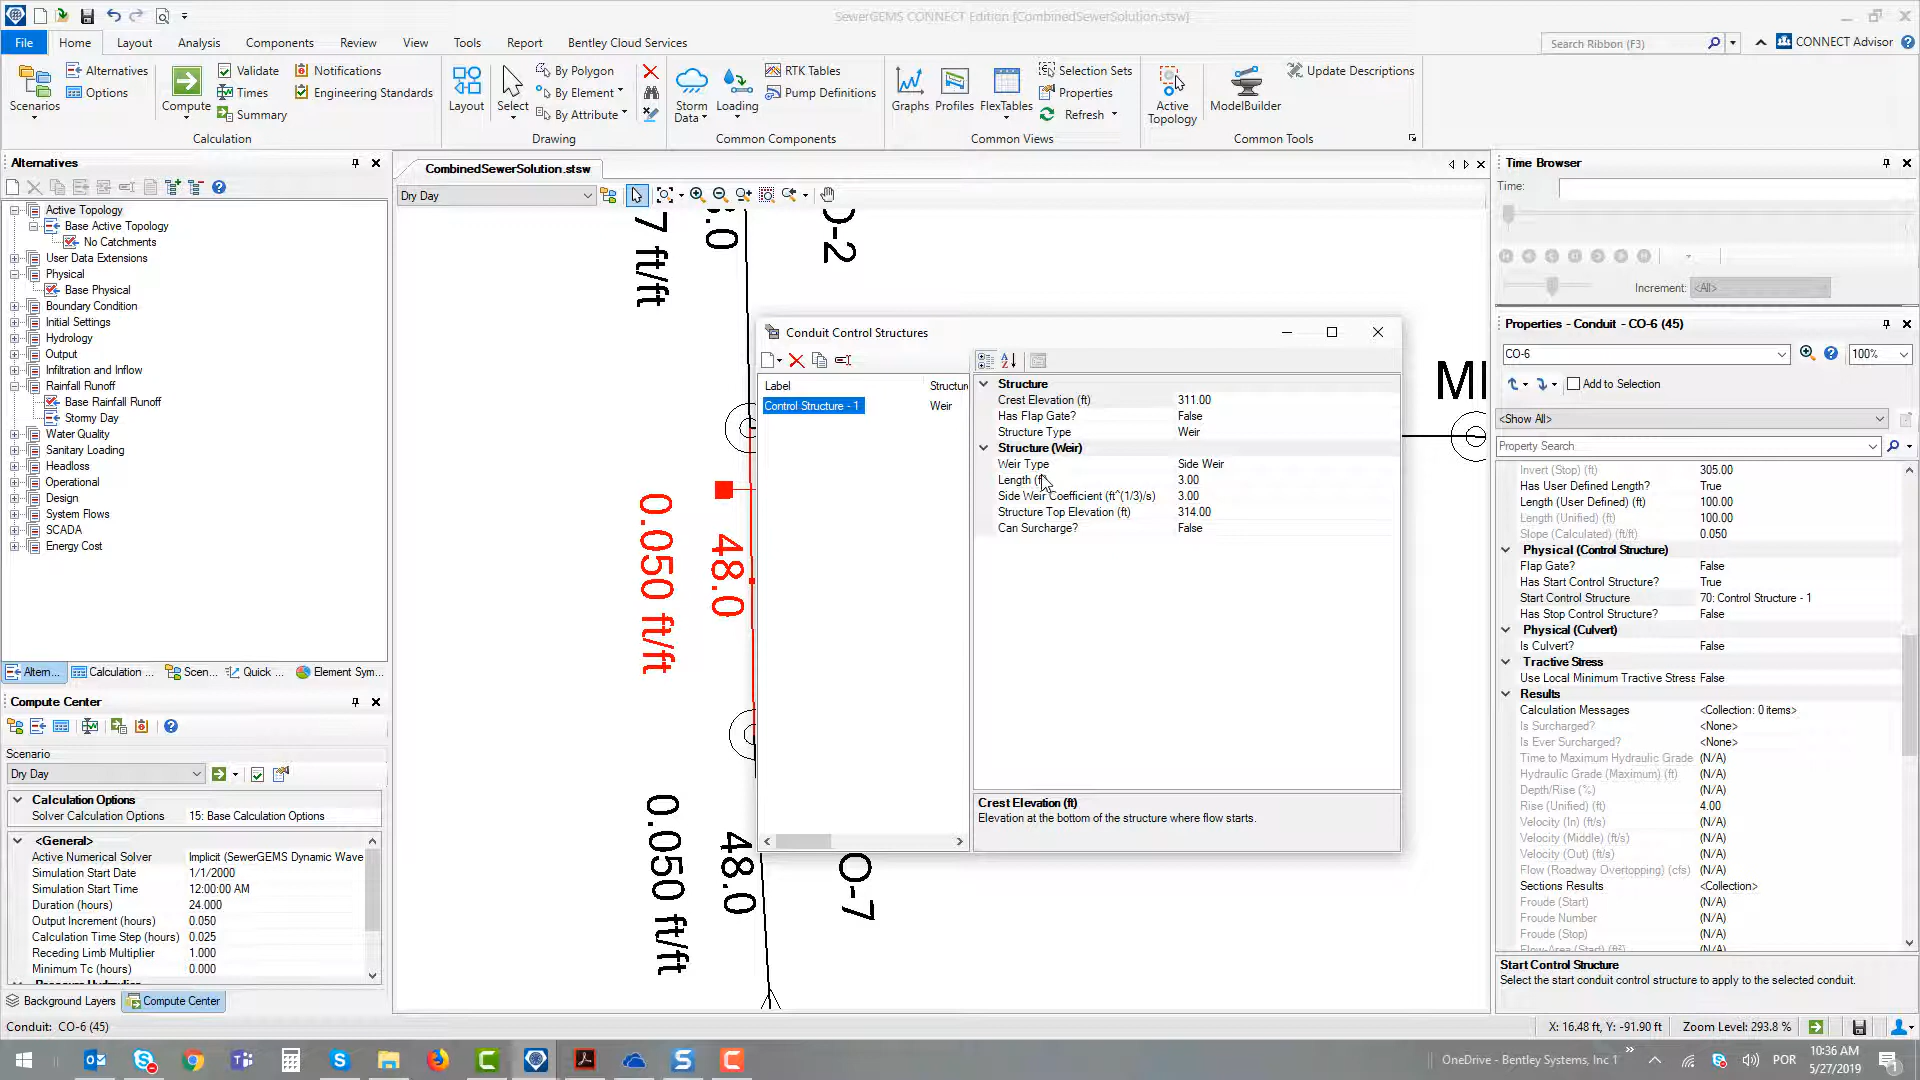 SewerGEMS CONNECT Edition [CombinedSewerSolution.stsw]
File Home Layout Analysis Components Review View Tools Report Bentley Cloud Services
Search Ribbon (F3)
CONNECT Advisor
Scenarios
Alternatives
Options
Compute
Validate
Times
Summary
Notifications
Engineering Standards
Calculation
Layout
Select
By Polygon
By Element
By Attribute
Drawing
Storm Data
Loading
RTK Tables
Pump Definitions
Common Components
Graphs
Profiles
FlexTables
Selection Sets
Properties
Refresh
Common Views
Active Topology
ModelBuilder
Update Descriptions
Common Tools
Alternatives
Active Topology
Base Active Topology
No Catchments
User Data Extensions
Physical
Base Physical
Boundary Condition
Initial Settings
Hydrology
Output
Infiltration and Inflow
Rainfall Runoff
Base Rainfall Runoff
Stormy Day
Water Quality
Sanitary Loading
Headloss
Operational
Design
System Flows
SCADA
Energy Cost
Altern... Calculation ... Scen... Quick ... Element Sym...
Compute Center
Scenario
Dry Day
Calculation Options
Solver Calculation Options 15: Base Calculation Options
<General>
Active Numerical Solver Implicit (SewerGEMS Dynamic Wave
Simulation Start Date 1/1/2000
Simulation Start Time 12:00:00 AM
Duration (hours) 24.000
Output Increment (hours) 0.050
Calculation Time Step (hours) 0.025
Receding Limb Multiplier 1.000
Minimum Tc (hours) 0.000
Background Layers Compute Center
Conduit: CO-6 (45)
CombinedSewerSolution.stsw
Dry Day
7 ft/ft
3.0
O-2
0.050 ft/ft
48.0
0.050 ft/ft
48.0
O-7
MI
Conduit Control Structures
Label Structure
Control Structure - 1 Weir
Structure
Crest Elevation (ft) 311.00
Has Flap Gate? False
Structure Type Weir
Structure (Weir)
Weir Type Side Weir
Length (ft) 3.00
Side Weir Coefficient (ft^(1/3)/s) 3.00
Structure Top Elevation (ft) 314.00
Can Surcharge? False
Crest Elevation (ft)
Elevation at the bottom of the structure where flow starts.
Time Browser
Time:
Increment: <All>
Properties - Conduit - CO-6 (45)
CO-6 100%
Add to Selection
<Show All>
Property Search
Invert (Stop) (ft) 305.00
Has User Defined Length? True
Length (User Defined) (ft) 100.00
Length (Unified) (ft) 100.00
Slope (Calculated) (ft/ft) 0.050
Physical (Control Structure)
Flap Gate? False
Has Start Control Structure? True
Start Control Structure 70: Control Structure - 1
Has Stop Control Structure? False
Physical (Culvert)
Is Culvert? False
Tractive Stress
Use Local Minimum Tractive Stress False
Results
Calculation Messages <Collection: 0 items>
Is Surcharged? <None>
Is Ever Surcharged? <None>
Time to Maximum Hydraulic Grade (N/A)
Hydraulic Grade (Maximum) (ft) (N/A)
Depth/Rise (%) (N/A)
Rise (Unified) (ft) 4.00
Velocity (In) (ft/s) (N/A)
Velocity (Middle) (ft/s) (N/A)
Velocity (Out) (ft/s) (N/A)
Flow (Roadway Overtopping) (cfs) (N/A)
Sections Results <Collection>
Froude (Start) (N/A)
Froude Number (N/A)
Froude (Stop) (N/A)
Flow-Area (Start) (ft²) (N/A)
Start Control Structure
Select the start conduit control structure to apply to the selected conduit.
X: 16.48 ft, Y: -91.90 ft Zoom Level: 293.8 %
OneDrive - Bentley Systems, Inc 1
POR
10:36 AM
5/27/2019